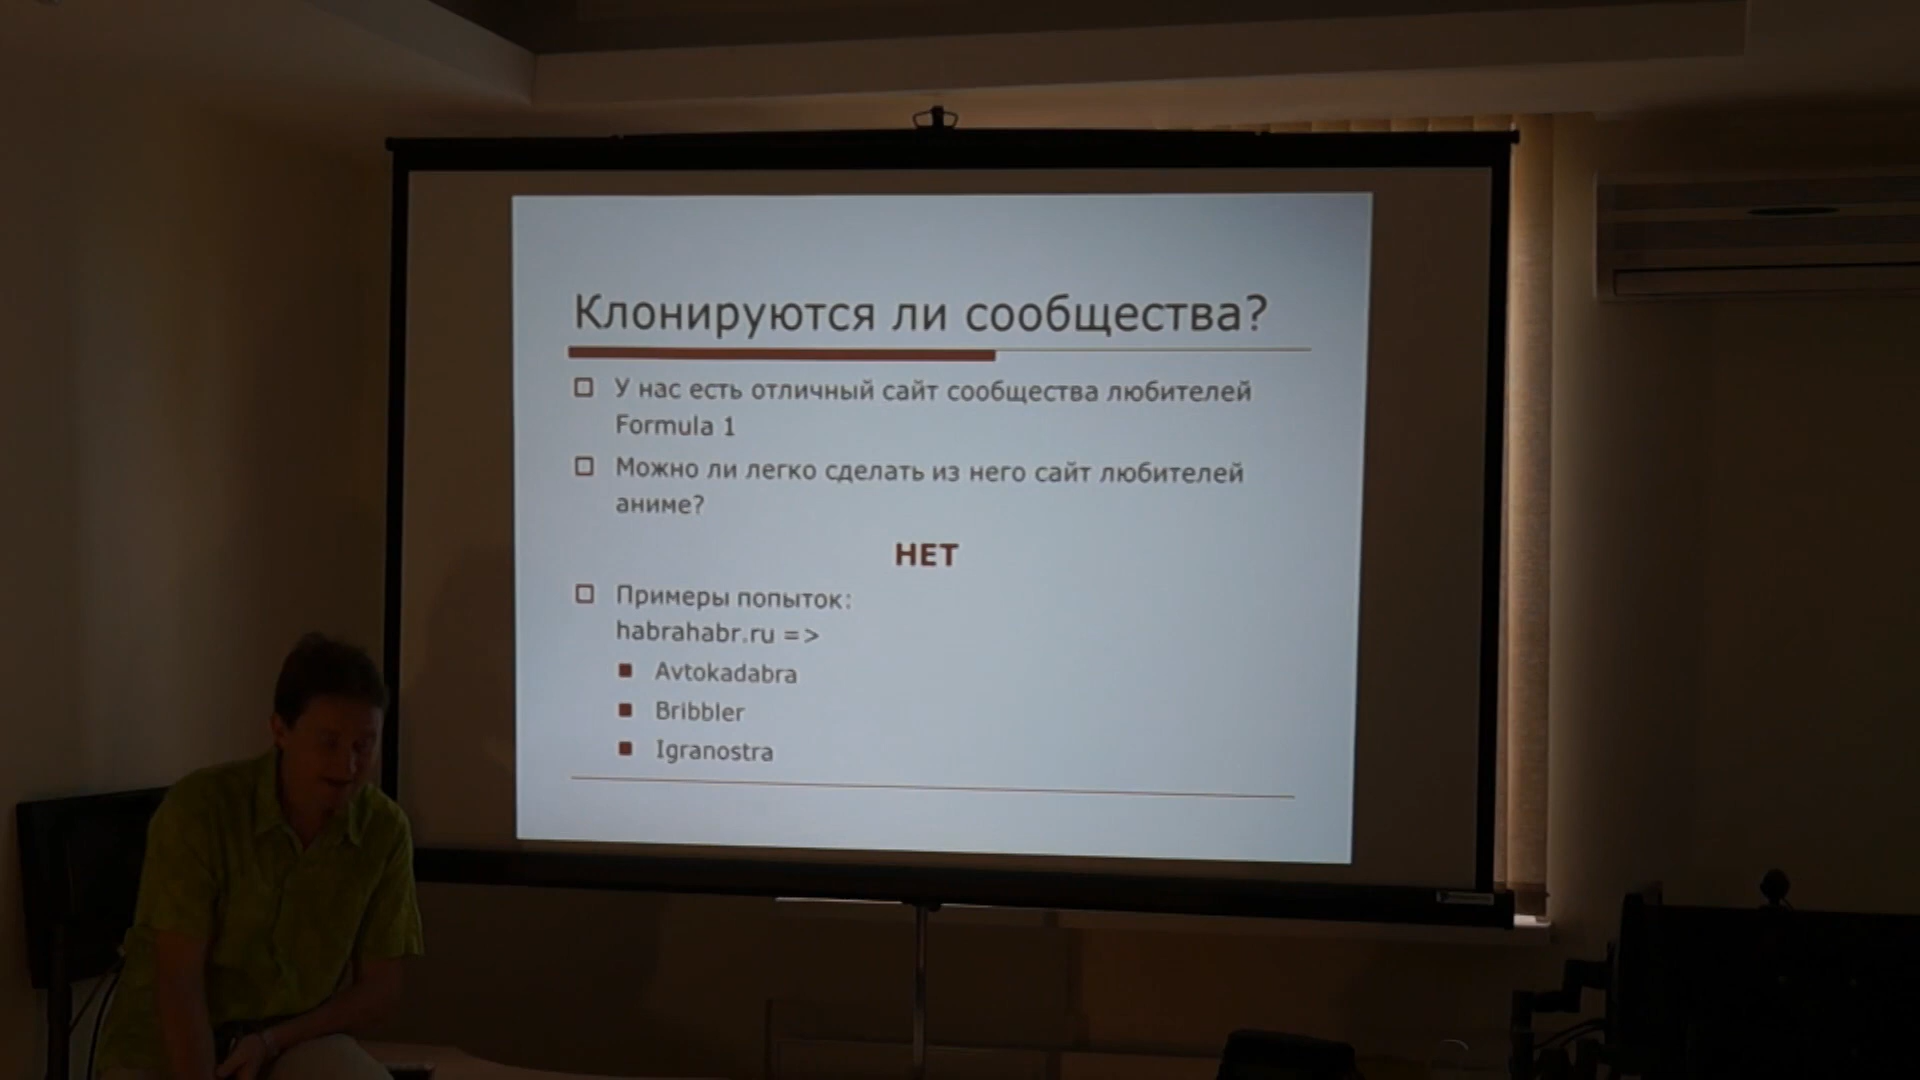 Клонируются ли сообщества?
У нас есть отличный сайт сообщества любителей
Formula 1
Можно ли легко сделать из него сайт любителей
аниме?
НЕТ
Примеры попыток:
habrahabr.ru =>
Avtokadabra
Bribbler
Igranostra